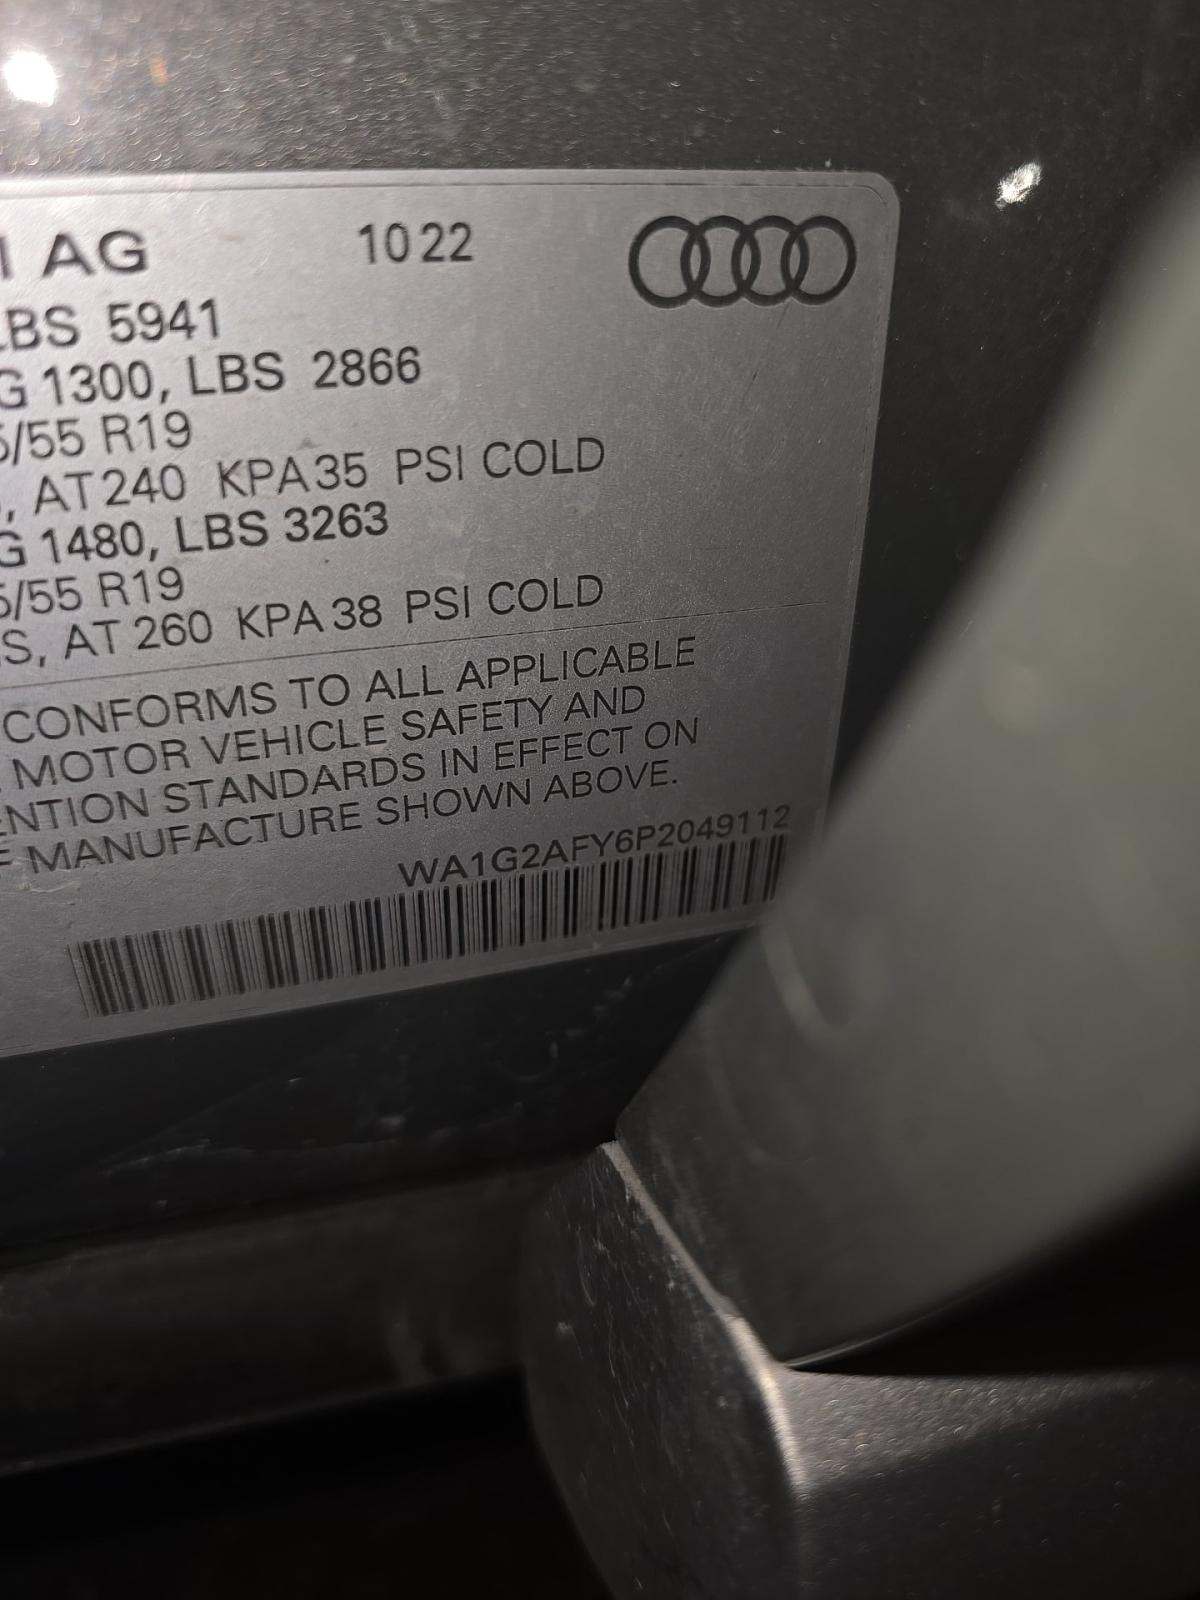 I AG 1022
LBS 5941
G 1300, LBS 2866
5/55 R19
, AT 240 KPA 35 PSI COLD
G 1480, LBS 3263
5/55 R19
S, AT 260 KPA 38 PSI COLD
CONFORMS TO ALL APPLICABLE
MOTOR VEHICLE SAFETY AND
ENTION STANDARDS IN EFFECT ON
F MANUFACTURE SHOWN ABOVE.
WA1G2AFY6P2049112